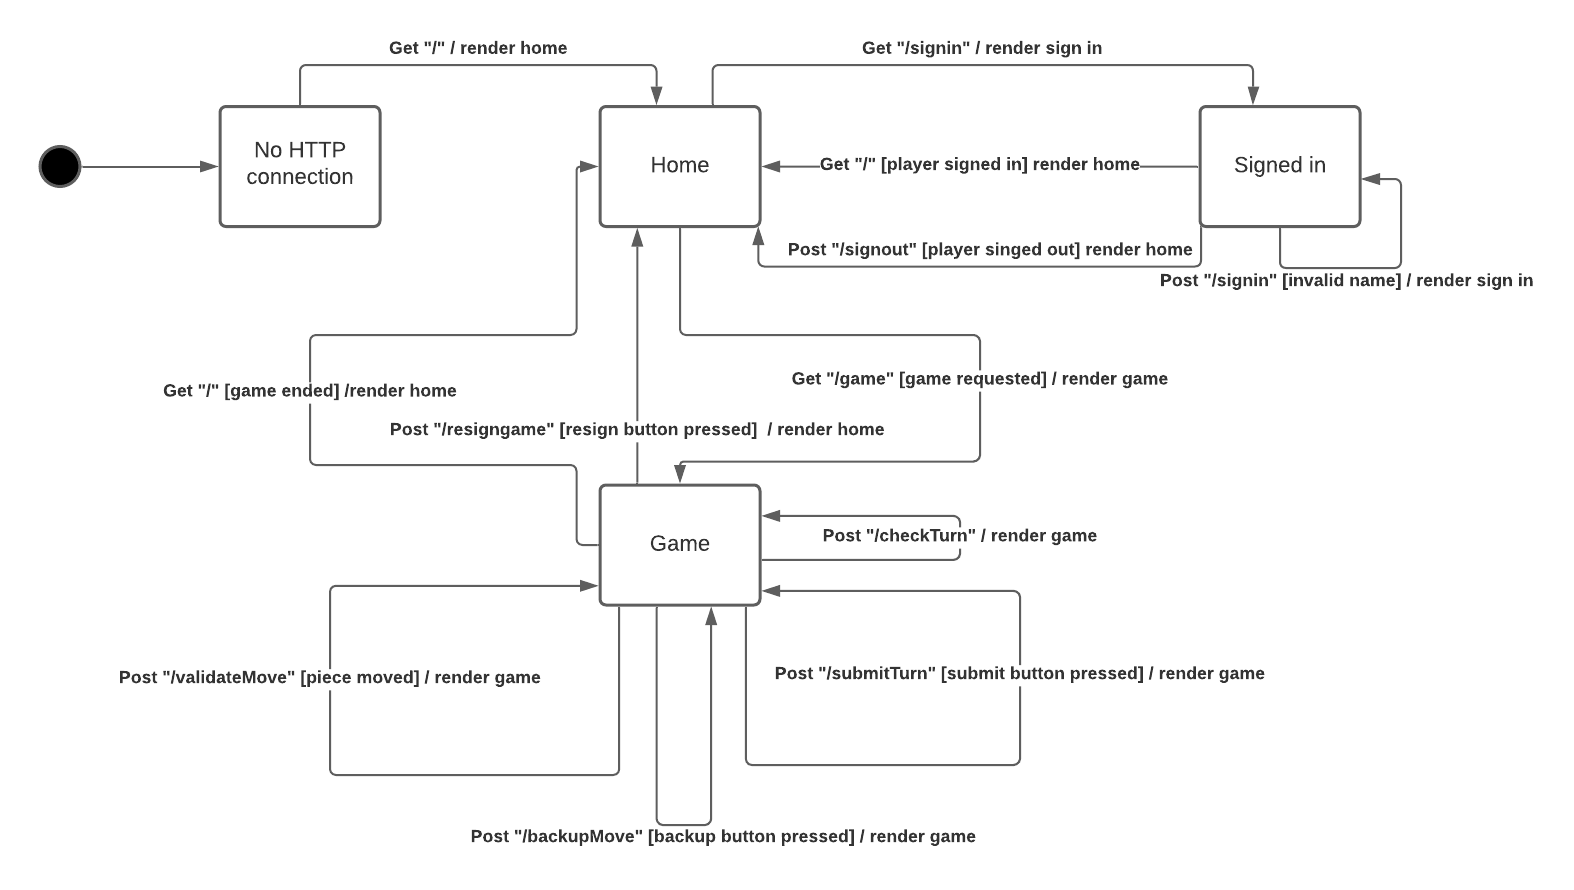 Get "/" / render home
Get "/signin" / render sign in
No HTTP
connection
Home
Get "/" [player signed in] render home
Signed in
Post "/signout" [player singed out] render home
Post "/signin" [invalid name] / render sign in
Get "/" [game ended] /render home
Get "/game" [game requested] / render game
Post "/resigngame" [resign button pressed]  / render home
Game
Post "/checkTurn" / render game
Post "/validateMove" [piece moved] / render game
Post "/submitTurn" [submit button pressed] / render game
Post "/backupMove" [backup button pressed] / render game